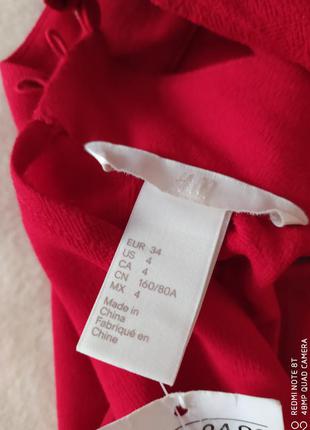 H&M
EUR 34
US 4
CA 4
CN 160/80A
MX 4
Made in
China
Fabriqué en
Chine
REDMI NOTE 8T
48MP QUAD CAMERA